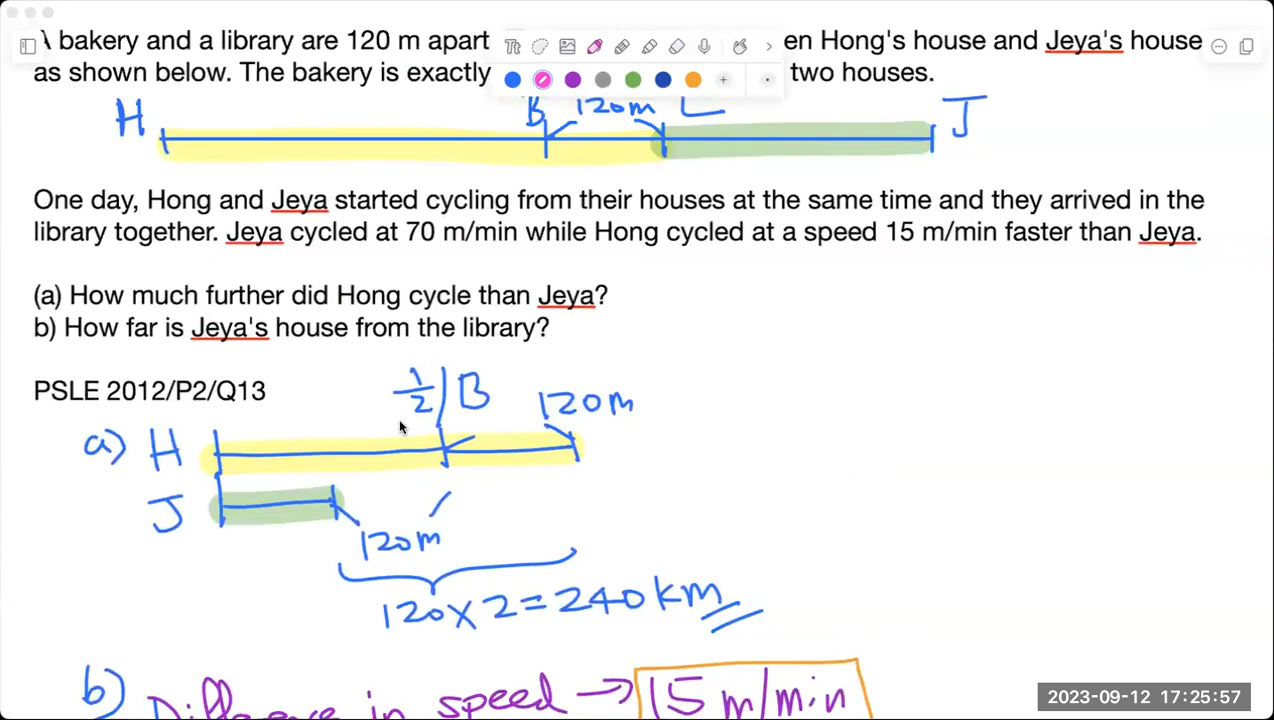 bakery and a library are 120 m apart en Hong's house and Jeya's house
as shown below. The bakery is exactly two houses.
H B 120m L J
One day, Hong and Jeya started cycling from their houses at the same time and they arrived in the
library together. Jeya cycled at 70 m/min while Hong cycled at a speed 15 m/min faster than Jeya.
(a) How much further did Hong cycle than Jeya?
b) How far is Jeya's house from the library?
PSLE 2012/P2/Q13
1/2 B 120m
a) H
J
120m
120 x 2 = 240 km
b) Difference in speed → 15 m/min
2023-09-12 17:25:57